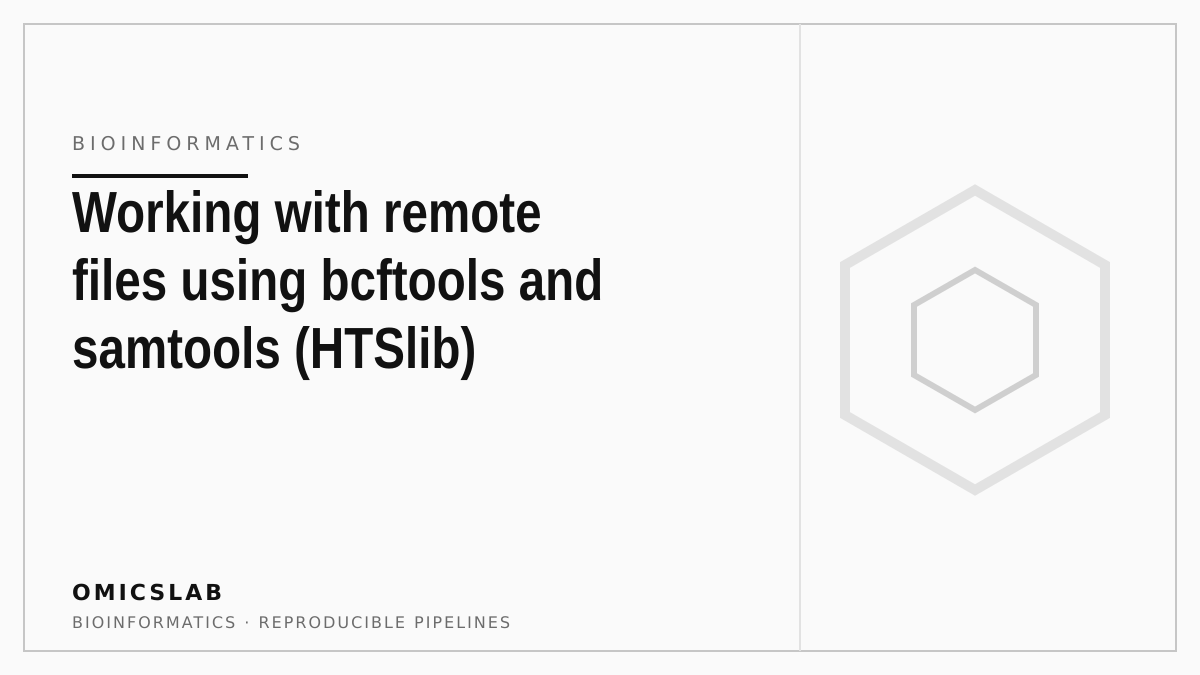 BIOINFORMATICS
Working with remote
files using bcftools and
samtools (HTSlib)
OMICSLAB
BIOINFORMATICS · REPRODUCIBLE PIPELINES